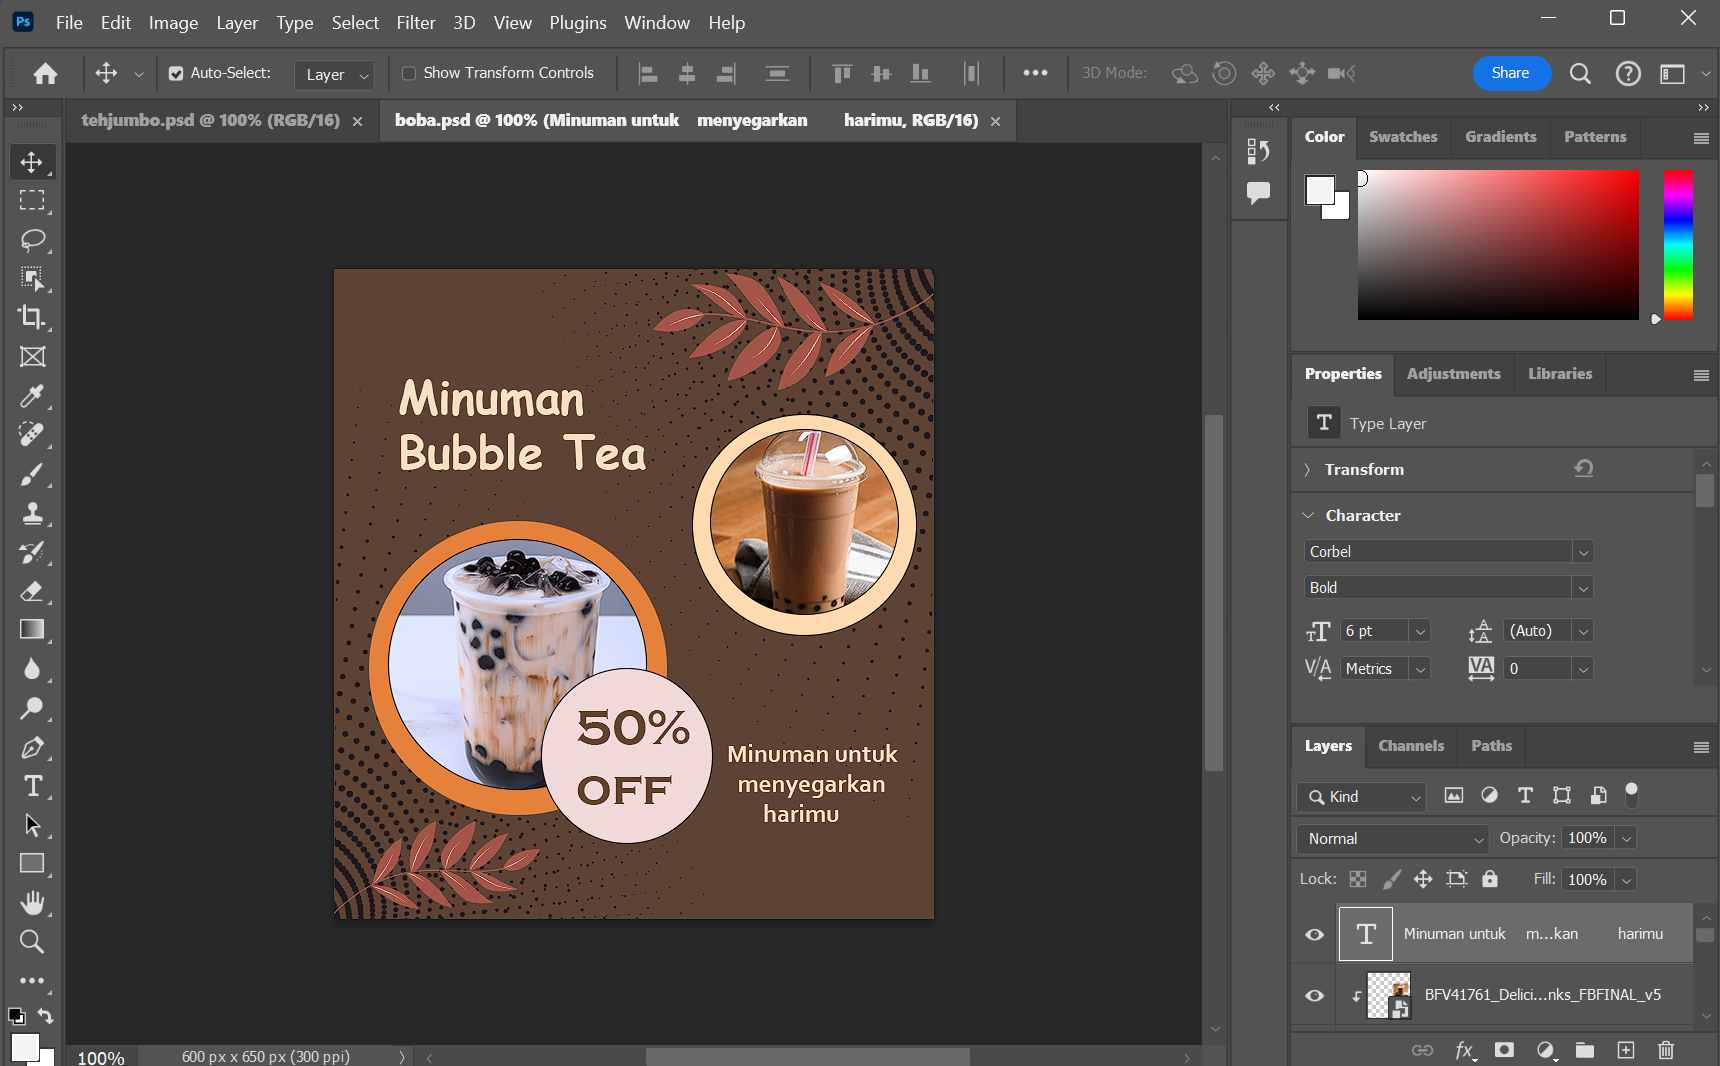 Ps File Edit Image Layer Type Select Filter 3D View Plugins Window Help
Auto-Select: Layer Show Transform Controls 3D Mode: Share
tehjumbo.psd @ 100% (RGB/16) boba.psd @ 100% (Minuman untuk menyegarkan harimu, RGB/16)
Color Swatches Gradients Patterns
Minuman
Bubble Tea
50%
OFF
Minuman untuk
menyegarkan
harimu
Properties Adjustments Libraries
T Type Layer
Transform
Character
Corbel
Bold
6 pt (Auto)
Metrics 0
Layers Channels Paths
Kind
Normal Opacity: 100%
Lock: Fill: 100%
T Minuman untuk m...kan harimu
BFV41761_Delici...nks_FBFINAL_v5
fx
100% 600 px x 650 px (300 ppi)